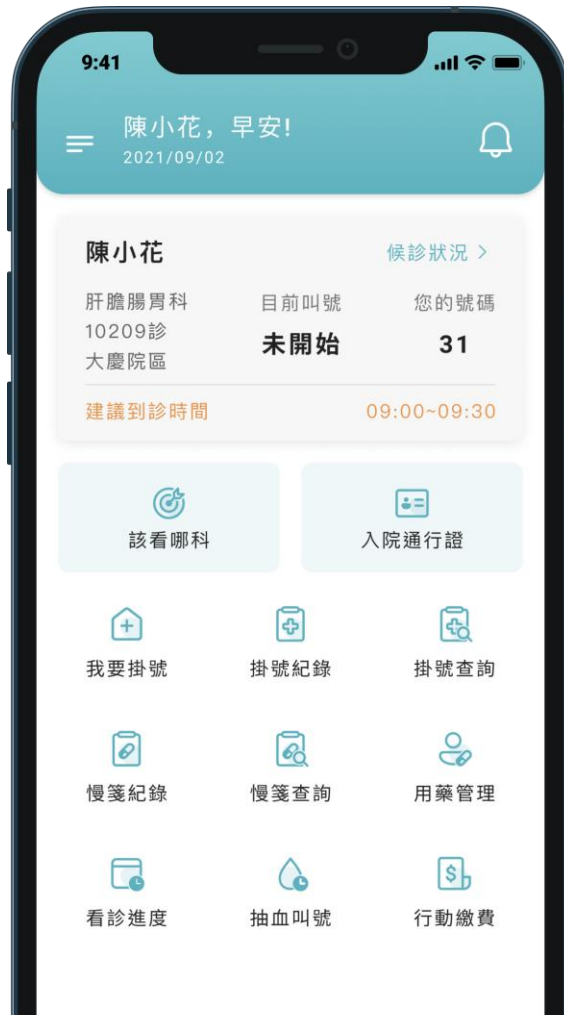 9:41
陳小花，早安!
2021/09/02
陳小花
候診狀況 >
肝膽腸胃科
10209診
大慶院區
目前叫號
未開始
您的號碼
31
建議到診時間
09:00~09:30
該看哪科
入院通行證
我要掛號
掛號紀錄
掛號查詢
慢箋紀錄
慢箋查詢
用藥管理
看診進度
抽血叫號
行動繳費